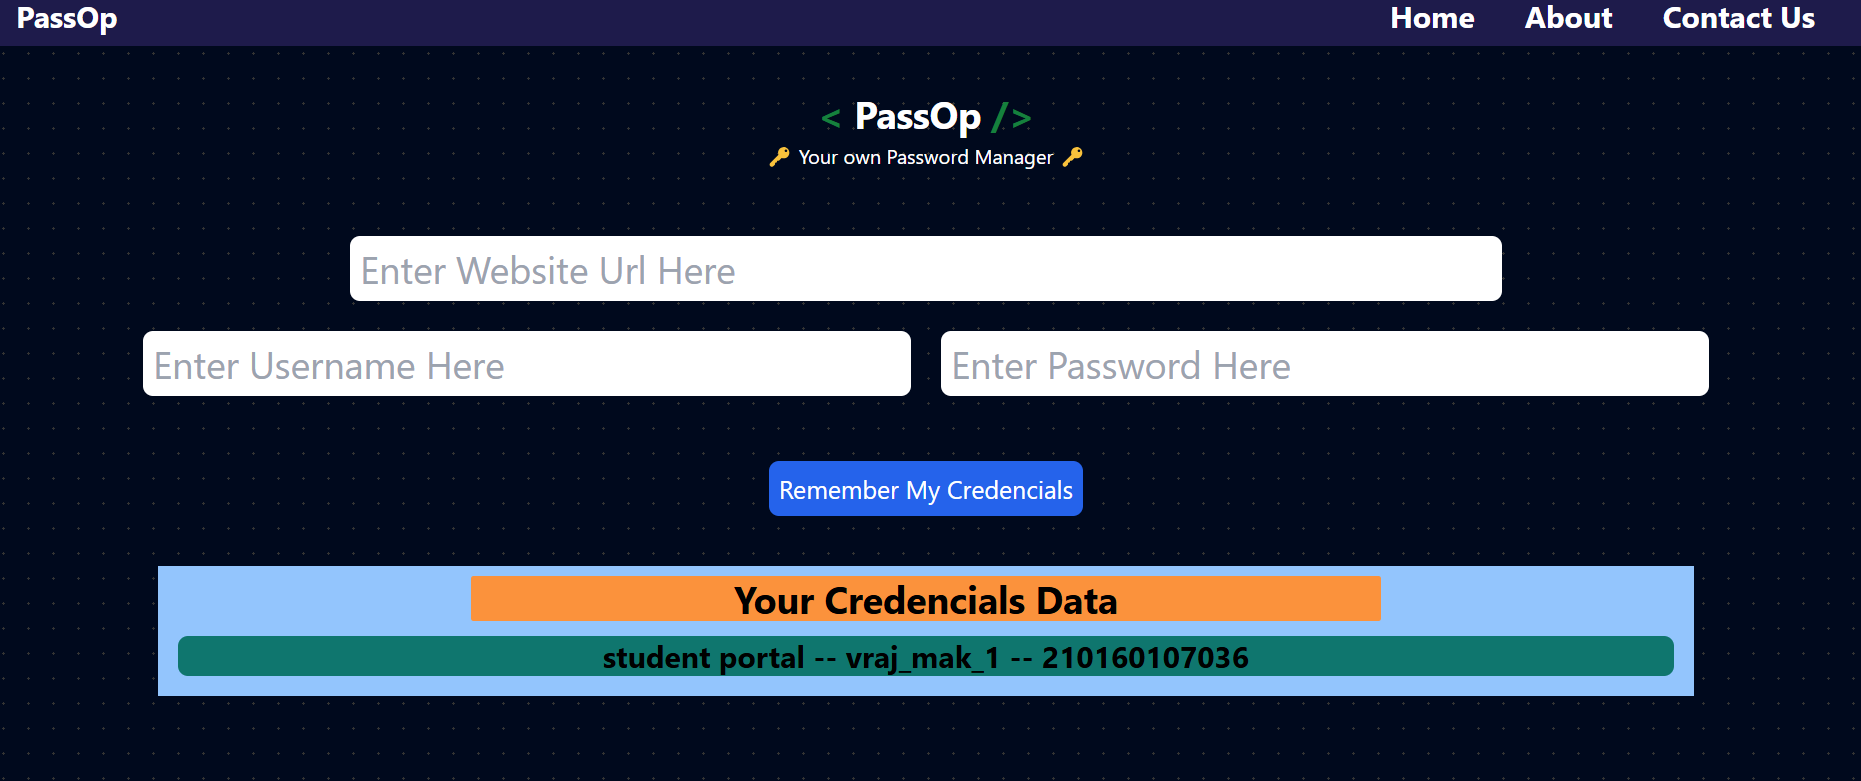 PassOp Home About Contact Us
< PassOp />
Your own Password Manager
Enter Website Url Here
Enter Username Here Enter Password Here
Remember My Credencials
Your Credencials Data
student portal -- vraj_mak_1 -- 210160107036